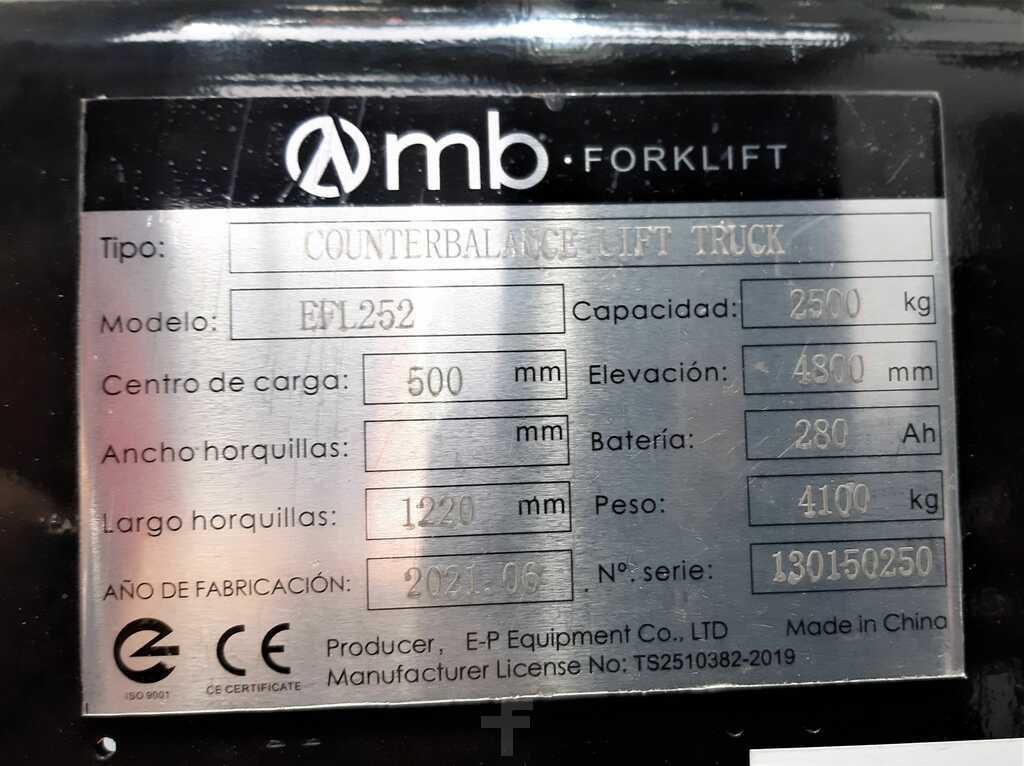 mb · FORKLIFT
Tipo: COUNTERBALANCE LIFT TRUCK
Modelo: EFL252 Capacidad: 2500 kg
Centro de carga: 500 mm Elevación: 4800 mm
Ancho horquillas: mm Batería: 280 Ah
Largo horquillas: 1220 mm Peso: 4100 kg
AÑO DE FABRICACIÓN: 2021.06 . Nº. serie: 130150250
Producer, E-P Equipment Co., LTD Made in China
Manufacturer License No: TS2510382-2019
ISO 9001
CE
CE CERTIFICATE